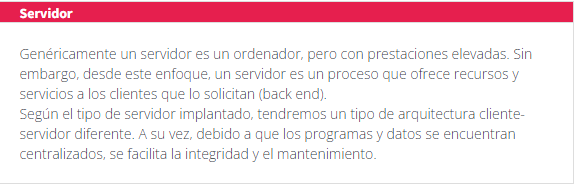 Servidor
Genéricamente un servidor es un ordenador, pero con prestaciones elevadas. Sin
embargo, desde este enfoque, un servidor es un proceso que ofrece recursos y
servicios a los clientes que lo solicitan (back end).
Según el tipo de servidor implantado, tendremos un tipo de arquitectura cliente-
servidor diferente. A su vez, debido a que los programas y datos se encuentran
centralizados, se facilita la integridad y el mantenimiento.